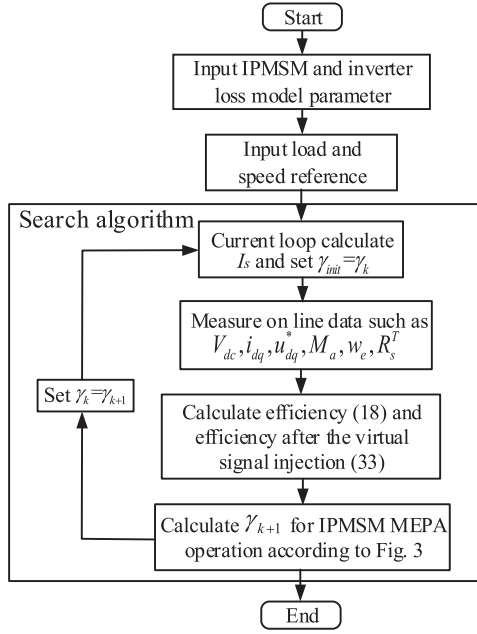 Start
Input IPMSM and inverter
loss model parameter
Input load and
speed reference
Search algorithm
Current loop calculate
Is and set γinit=γk
Measure on line data such as
Vdc, idq, u*dq, Ma, we, RsT
Set γk=γk+1
Calculate efficiency (18) and
efficiency after the virtual
signal injection (33)
Calculate γk+1 for IPMSM MEPA
operation according to Fig. 3
End